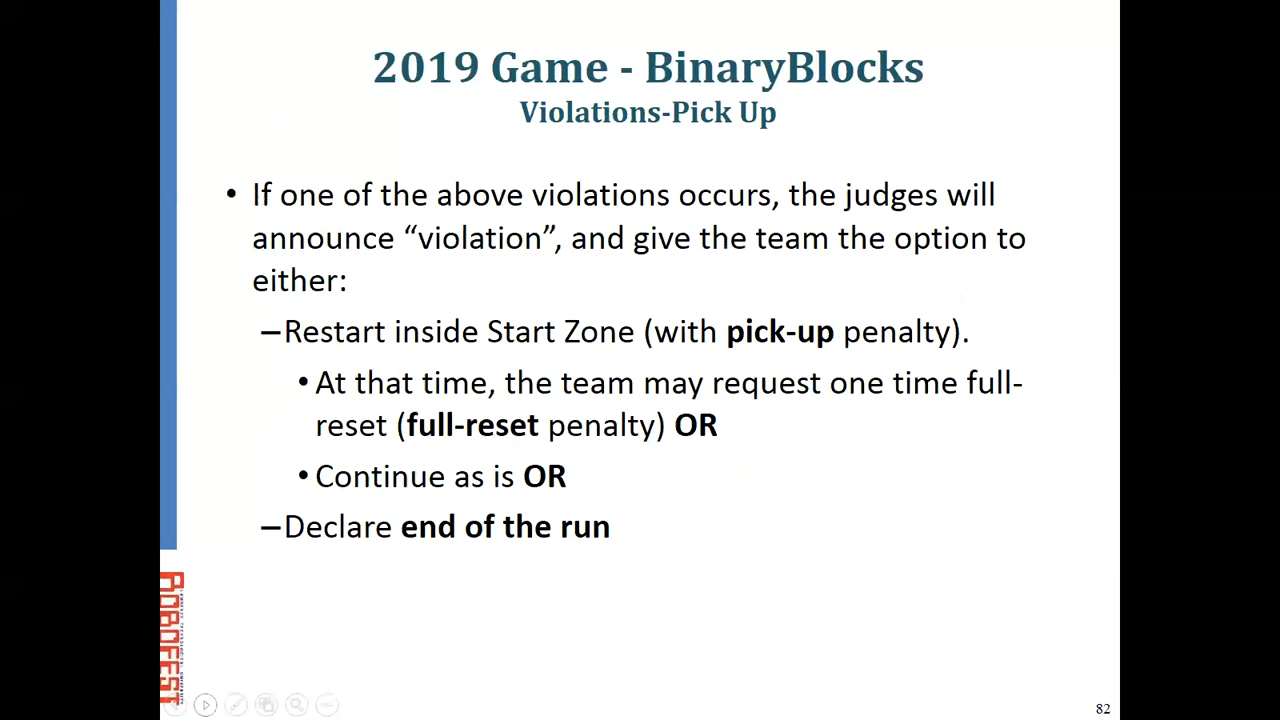 2019 Game - BinaryBlocks
Violations-Pick Up
• If one of the above violations occurs, the judges will
announce “violation”, and give the team the option to
either:
–Restart inside Start Zone (with pick-up penalty).
• At that time, the team may request one time full-
reset (full-reset penalty) OR
• Continue as is OR
–Declare end of the run
ROBOFEST
82